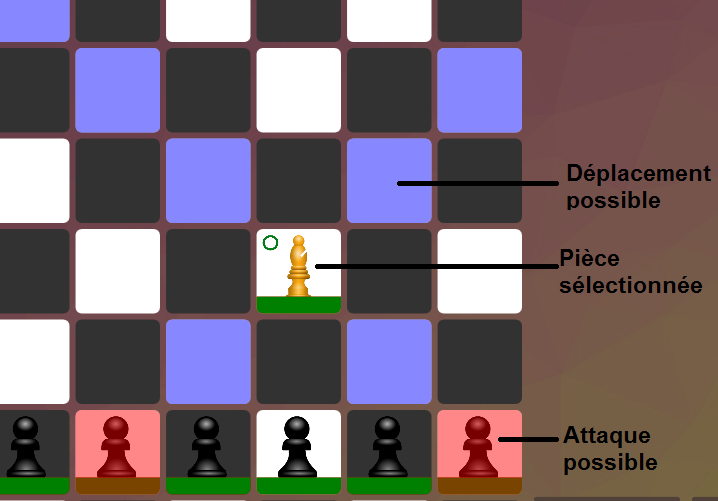 Déplacement
possible
Pièce
sélectionnée
Attaque
possible